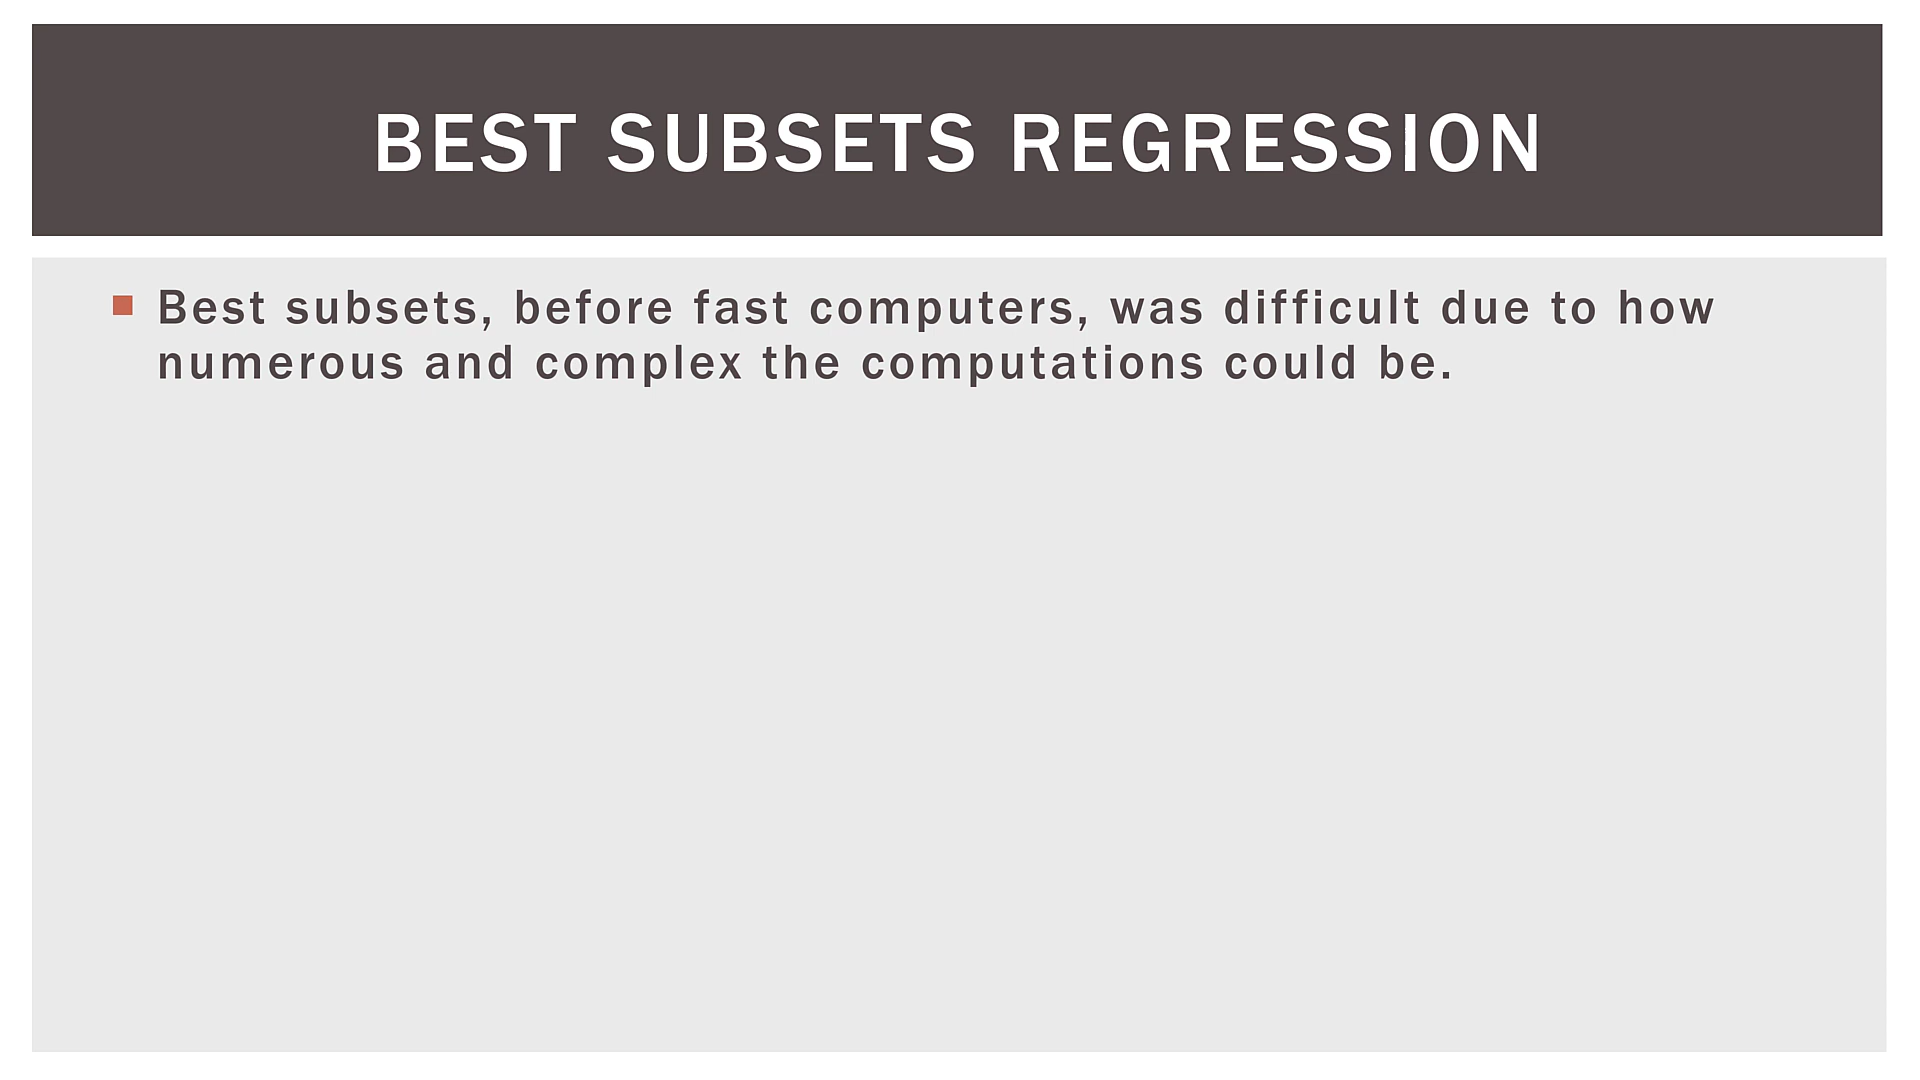 BEST SUBSETS REGRESSION
Best subsets, before fast computers, was difficult due to how
numerous and complex the computations could be.